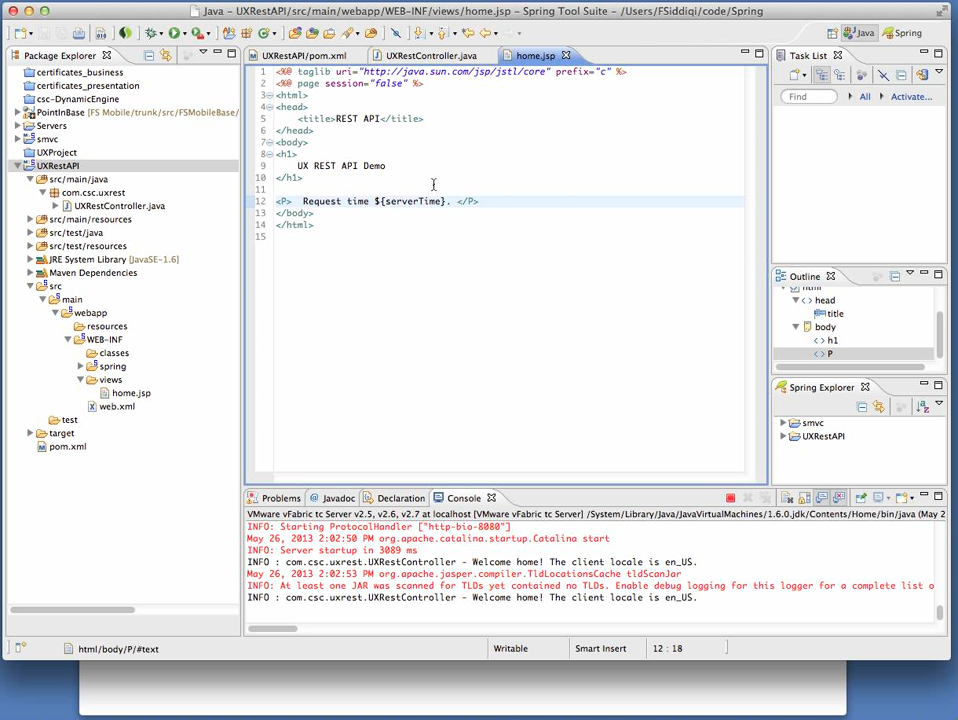 Java – UXRestAPI/src/main/webapp/WEB-INF/views/home.jsp – Spring Tool Suite – /Users/FSiddiqi/code/Spring
Java
Spring
Package Explorer
certificates_business
certificates_presentation
csc-DynamicEngine
PointInBase [FS Mobile/trunk/src/FSMobileBase/
Servers
smvc
UXProject
UXRestAPI
src/main/java
com.csc.uxrest
UXRestController.java
src/main/resources
src/test/java
src/test/resources
JRE System Library [JavaSE-1.6]
Maven Dependencies
src
main
webapp
resources
WEB-INF
classes
spring
views
home.jsp
web.xml
test
target
pom.xml
UXRestAPI/pom.xml
UXRestController.java
home.jsp
1 <%@ taglib uri="http://java.sun.com/jsp/jstl/core" prefix="c" %>
2 <%@ page session="false" %>
3 <html>
4 <head>
5 <title>REST API</title>
6 </head>
7 <body>
8 <h1>
9 UX REST API Demo
10 </h1>
11
12 <P> Request time ${serverTime}. </P>
13 </body>
14 </html>
15
Task List
Find
All
Activate...
Outline
html
head
title
body
h1
P
Spring Explorer
smvc
UXRestAPI
Problems
Javadoc
Declaration
Console
VMware vFabric tc Server v2.5, v2.6, v2.7 at localhost [VMware vFabric tc Server] /System/Library/Java/JavaVirtualMachines/1.6.0.jdk/Contents/Home/bin/java (May 2
INFO: Starting ProtocolHandler ["http-bio-8080"]
May 26, 2013 2:02:50 PM org.apache.catalina.startup.Catalina start
INFO: Server startup in 3089 ms
INFO : com.csc.uxrest.UXRestController - Welcome home! The client locale is en_US.
May 26, 2013 2:02:53 PM org.apache.jasper.compiler.TldLocationsCache tldScanJar
INFO: At least one JAR was scanned for TLDs yet contained no TLDs. Enable debug logging for this logger for a complete list o
INFO : com.csc.uxrest.UXRestController - Welcome home! The client locale is en_US.
html/body/P/#text
Writable
Smart Insert
12 : 18